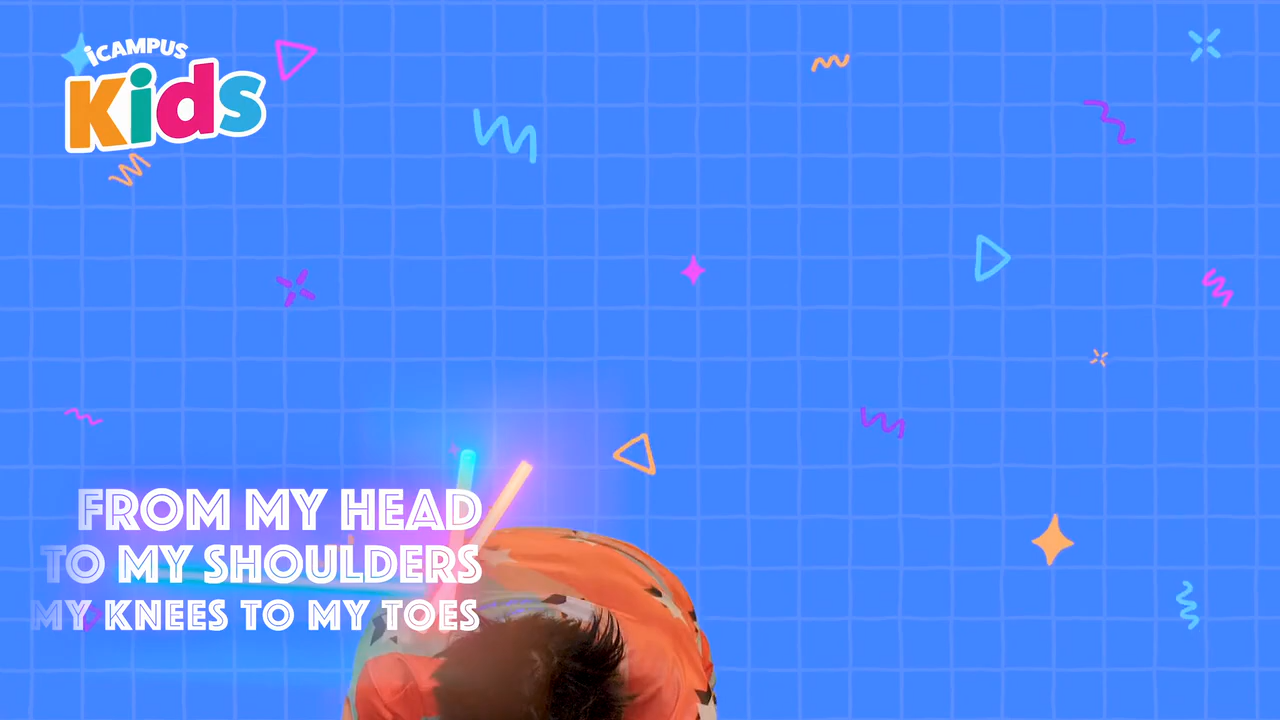 iCAMPUS
Kids
FROM MY HEAD
TO MY SHOULDERS
MY KNEES TO MY TOES